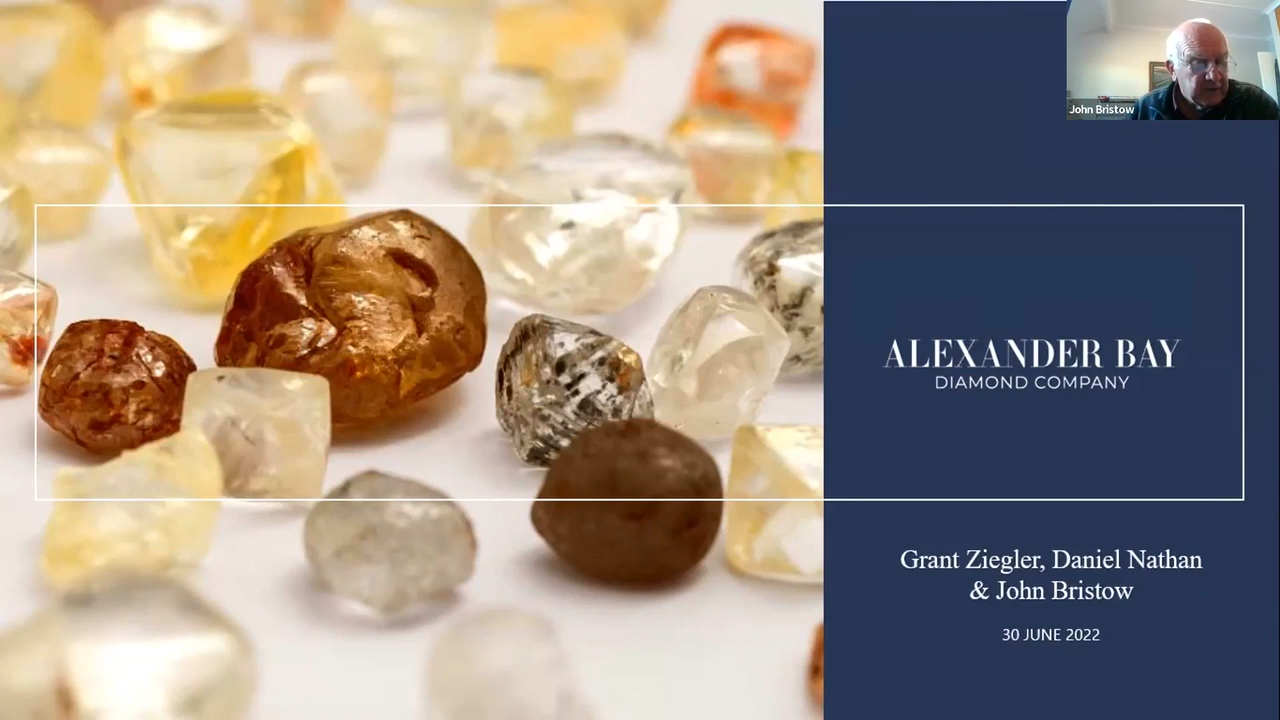 John Bristow
ALEXANDER BAY
DIAMOND COMPANY
Grant Ziegler, Daniel Nathan
& John Bristow
30 JUNE 2022